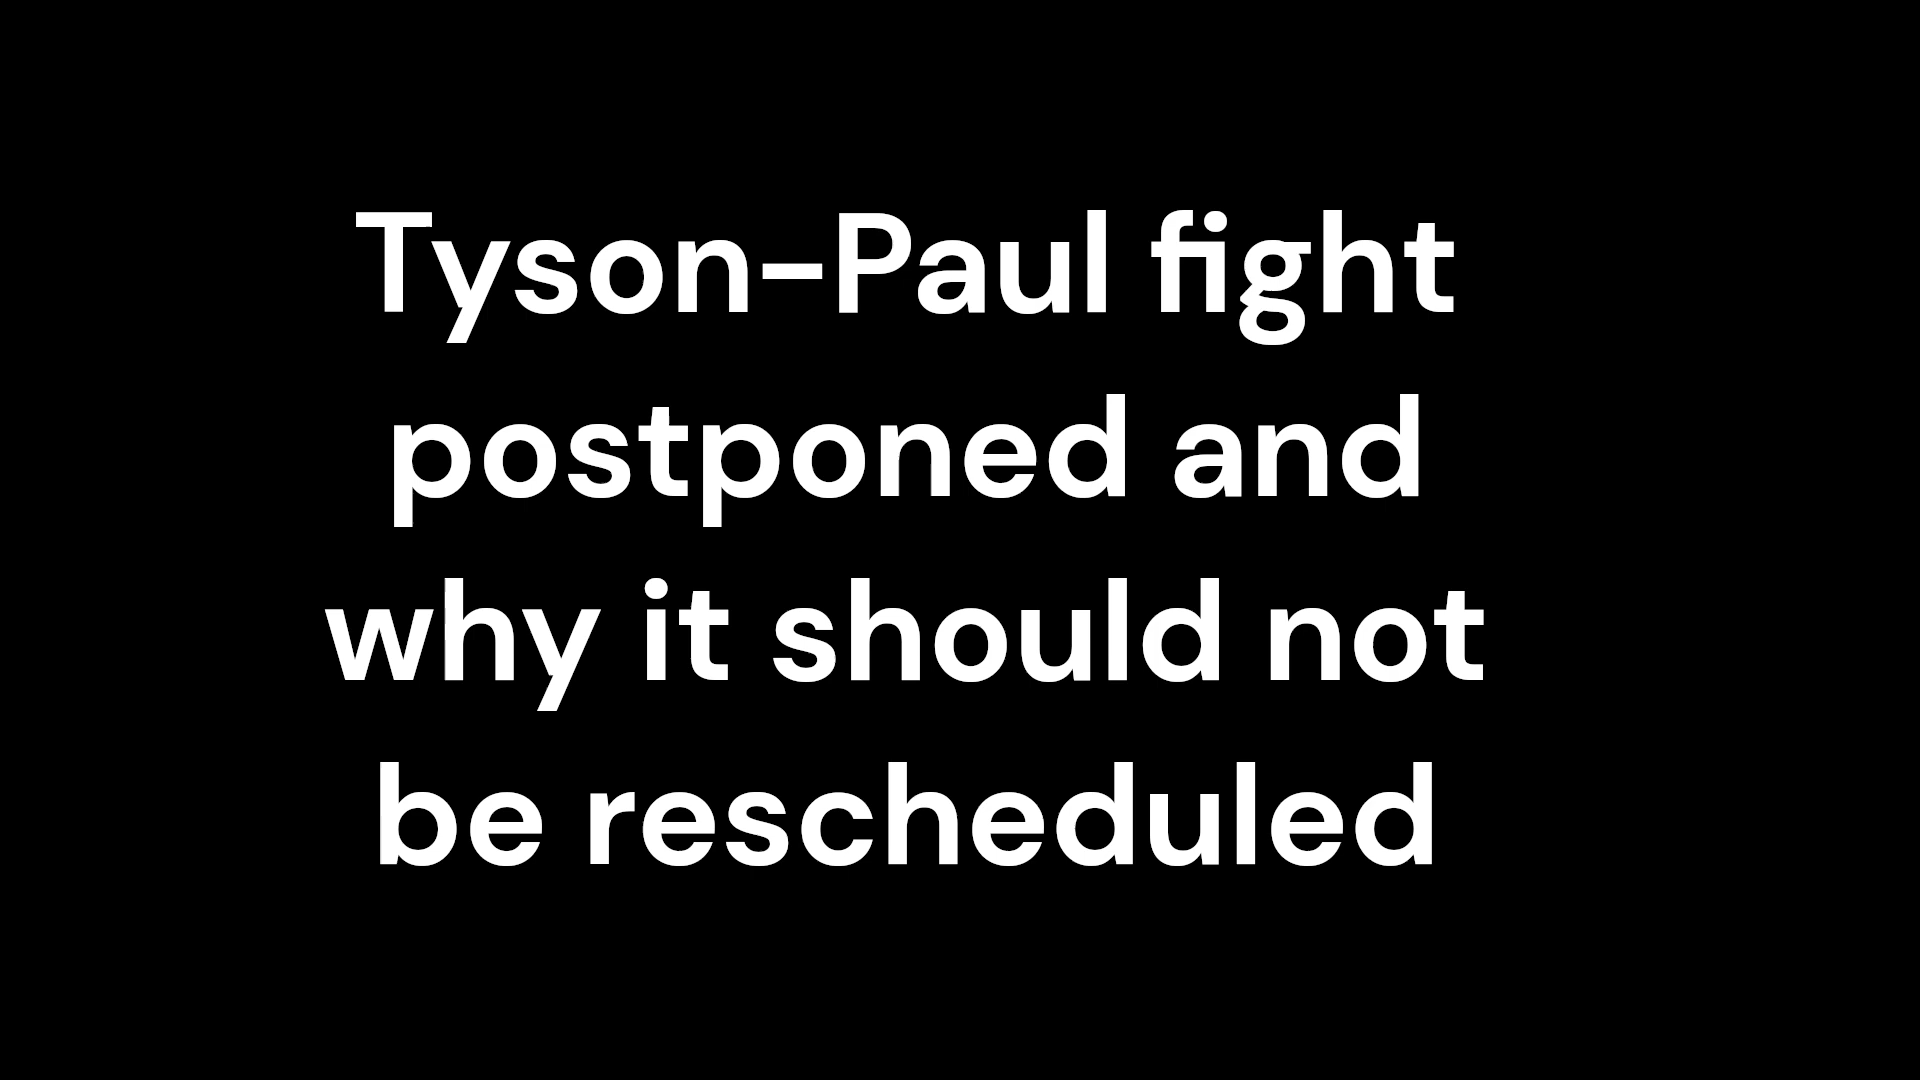 Tyson-Paul fight
postponed and
why it should not
be rescheduled